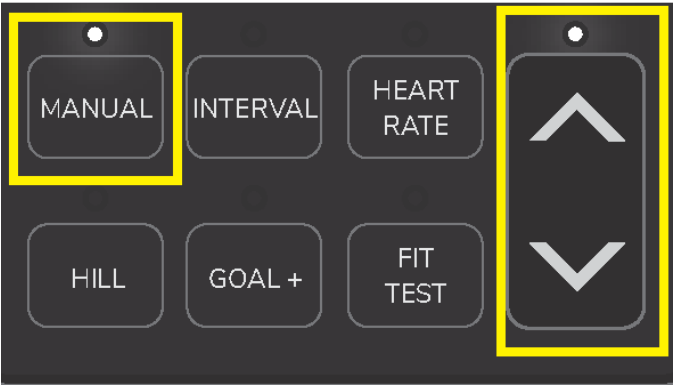 MANUAL
INTERVAL
HEART
RATE
HILL
GOAL +
FIT
TEST